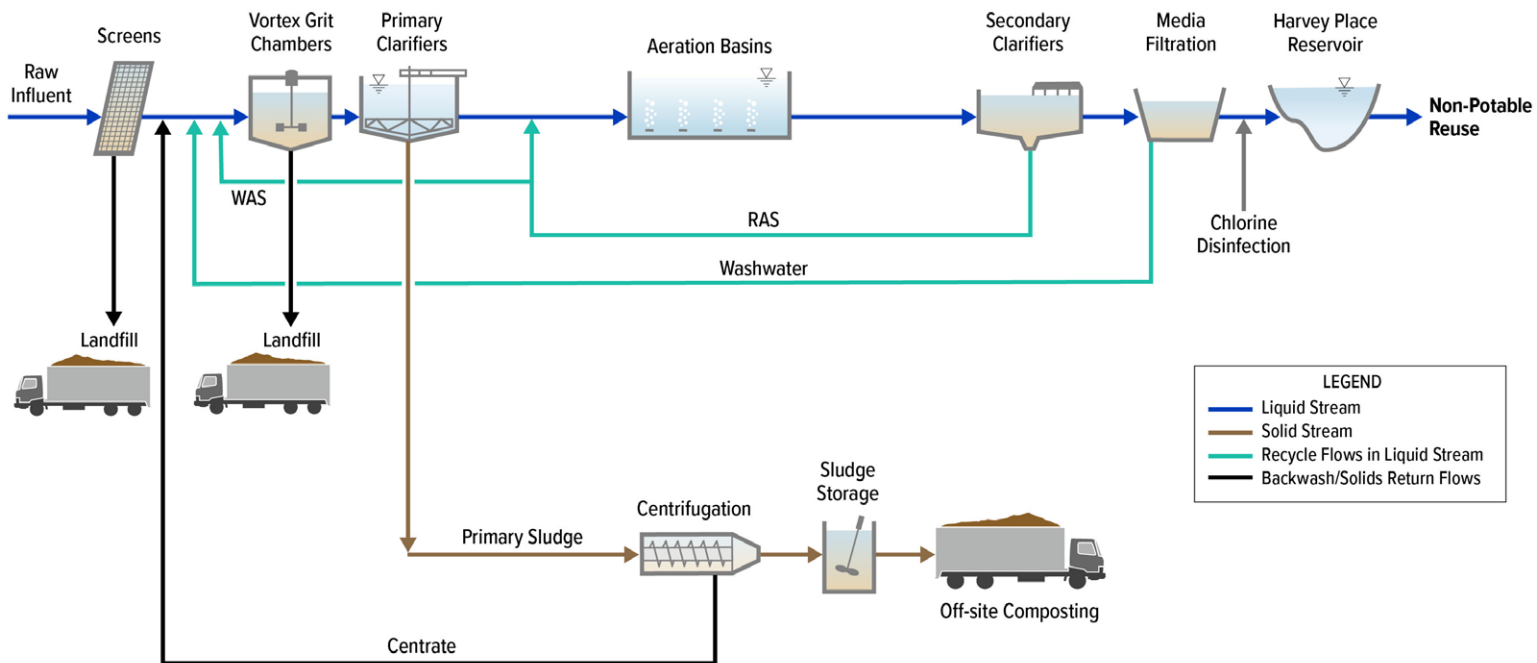 Screens
Vortex Grit
Chambers
Primary
Clarifiers
Aeration Basins
Secondary
Clarifiers
Media
Filtration
Harvey Place
Reservoir
Raw
Influent
Non-Potable
Reuse
WAS
RAS
Chlorine
Disinfection
Washwater
Landfill
Landfill
LEGEND
Liquid Stream
Solid Stream
Recycle Flows in Liquid Stream
Backwash/Solids Return Flows
Sludge
Storage
Centrifugation
Primary Sludge
Off-site Composting
Centrate